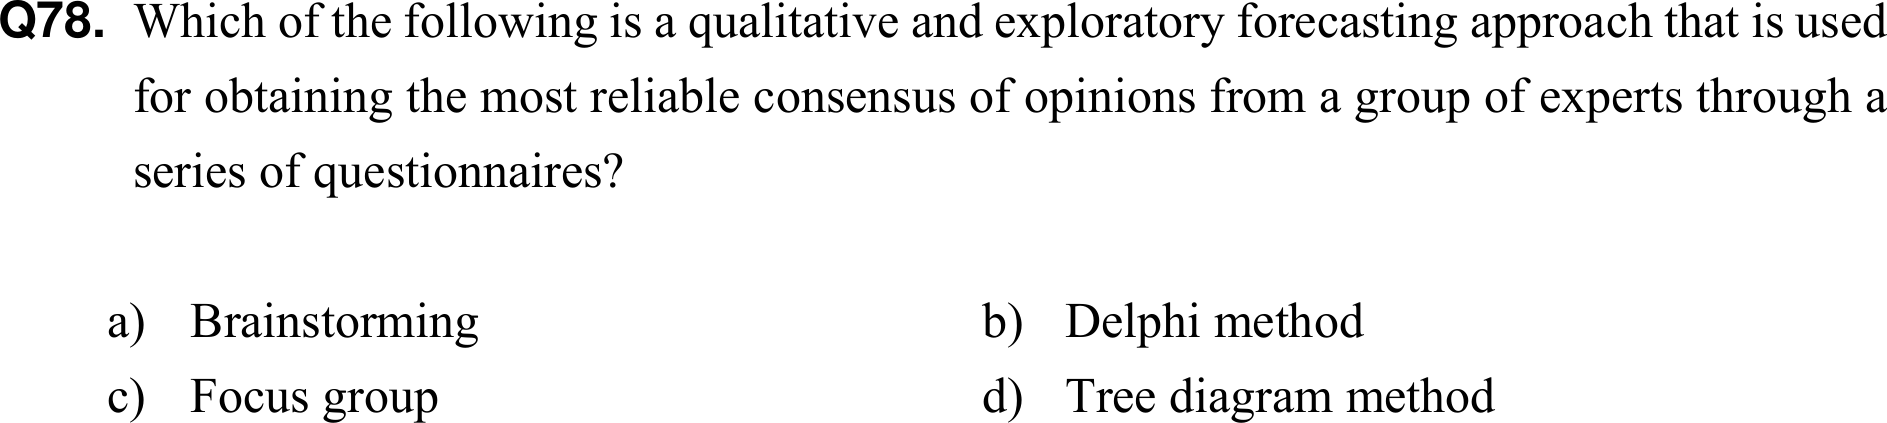 Q78. Which of the following is a qualitative and exploratory forecasting approach that is used
for obtaining the most reliable consensus of opinions from a group of experts through a
series of questionnaires?
a) Brainstorming b) Delphi method
c) Focus group d) Tree diagram method